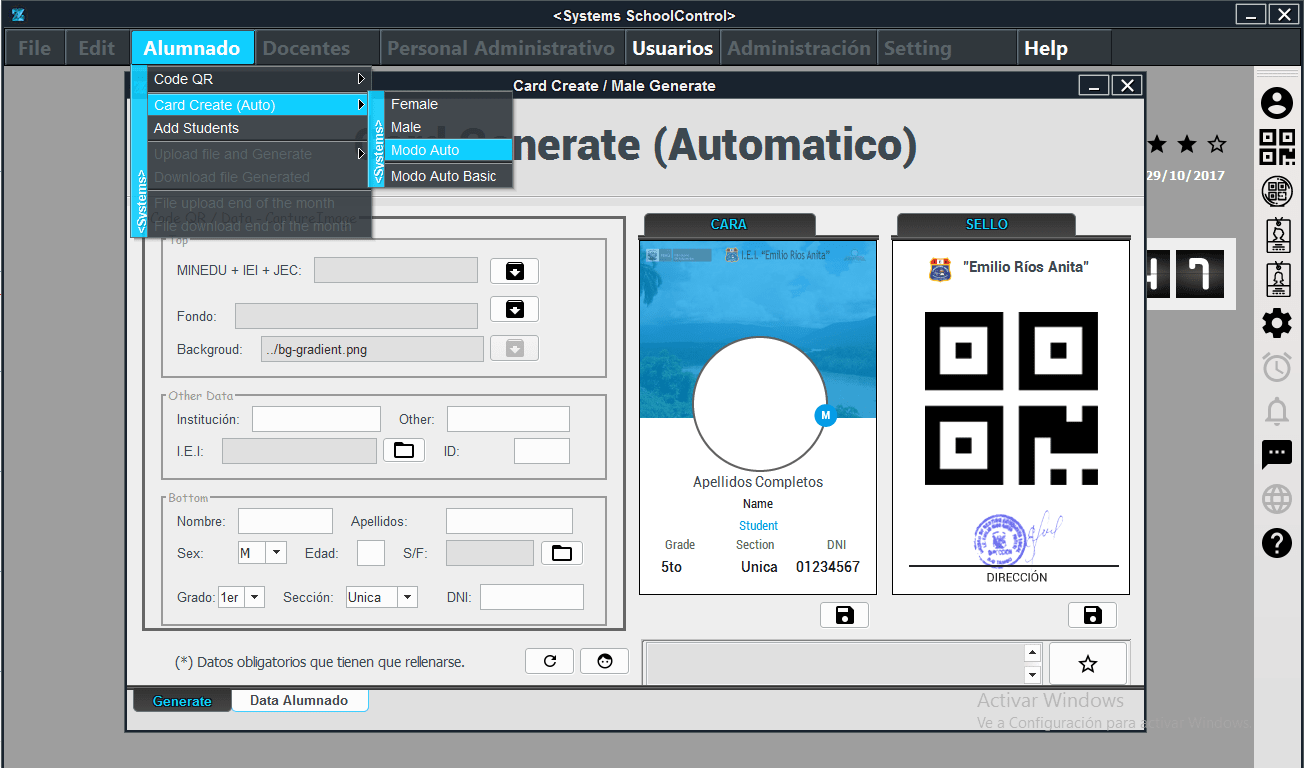 <Systems SchoolControl>
File Edit Alumnado Docentes Personal Administrativo Usuarios Administración Setting Help
Code QR
Card Create (Auto)
Add Students
Upload file and Generate
Download file Generated
File upload end of the month
File download end of the month
<Systems>
Female
Male
Modo Auto
Modo Auto Basic
<Systems>
Card Create / Male Generate
nerate (Automatico)
29/10/2017
47
Code QR / Data - CaptureImage
Top
MINEDU + IEI + JEC:
Fondo:
Backgroud: ../bg-gradient.png
Other Data
Institución: Other:
I.E.I: ID:
Bottom
Nombre: Apellidos:
Sex: M Edad: S/F:
Grado: 1er Sección: Unica DNI:
(*) Datos obligatorios que tienen que rellenarse.
CARA
I.E.I. "Emilio Ríos Anita"
M
Apellidos Completos
Name
Student
Grade Section DNI
5to Unica 01234567
SELLO
"Emilio Ríos Anita"
DIRECCIÓN
Generate Data Alumnado
Activar Windows
Ve a Configuración para activar Windows.